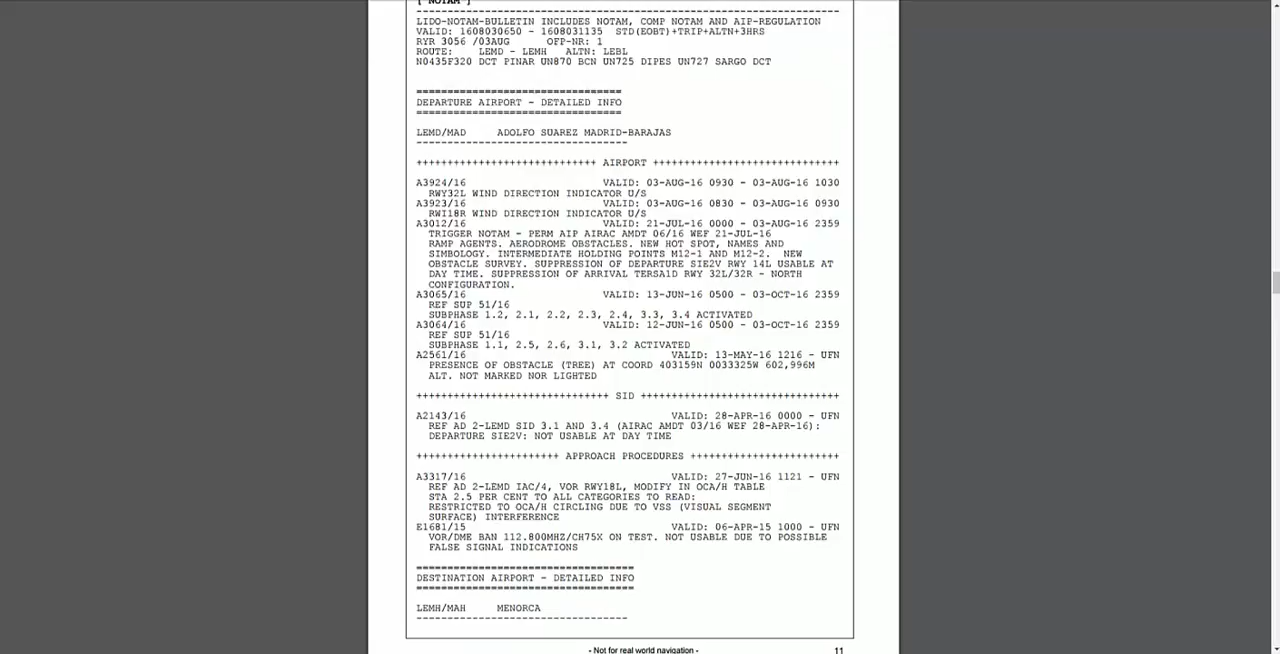 [ NOTAM ]
--------------------------------------------------------------------
LIDO-NOTAM-BULLETIN INCLUDES NOTAM, COMP NOTAM AND AIP-REGULATION
VALID: 1608030650 - 1608031135  STD(EOBT)+TRIP+ALTN+3HRS
RYR 3056 /03AUG      OFP-NR: 1
ROUTE:    LEMD - LEMH  ALTN: LEBL
N0435F320 DCT PINAR UN870 BCN UN725 DIPES UN727 SARGO DCT
=================================
DEPARTURE AIRPORT - DETAILED INFO
=================================
LEMD/MAD     ADOLFO SUAREZ MADRID-BARAJAS
----------------------------------
+++++++++++++++++++++++++++++ AIRPORT ++++++++++++++++++++++++++++++
A3924/16                      VALID: 03-AUG-16 0930 - 03-AUG-16 1030
RWY32L WIND DIRECTION INDICATOR U/S
A3923/16                      VALID: 03-AUG-16 0830 - 03-AUG-16 0930
RWI18R WIND DIRECTION INDICATOR U/S
A3012/16                      VALID: 21-JUL-16 0000 - 03-AUG-16 2359
TRIGGER NOTAM - PERM AIP AIRAC AMDT 06/16 WEF 21-JUL-16
RAMP AGENTS. AERODROME OBSTACLES. NEW HOT SPOT, NAMES AND
SIMBOLOGY. INTERMEDIATE HOLDING POINTS M12-1 AND M12-2.  NEW
OBSTACLE SURVEY. SUPPRESSION OF DEPARTURE SIE2V RWY 14L USABLE AT
DAY TIME. SUPPRESSION OF ARRIVAL TERSA1D RWY 32L/32R - NORTH
CONFIGURATION.
A3065/16                      VALID: 13-JUN-16 0500 - 03-OCT-16 2359
REF SUP 51/16
SUBPHASE 1.2, 2.1, 2.2, 2.3, 2.4, 3.3, 3.4 ACTIVATED
A3064/16                      VALID: 12-JUN-16 0500 - 03-OCT-16 2359
REF SUP 51/16
SUBPHASE 1.1, 2.5, 2.6, 3.1, 3.2 ACTIVATED
A2561/16                                 VALID: 13-MAY-16 1216 - UFN
PRESENCE OF OBSTACLE (TREE) AT COORD 403159N 0033325W 602,996M
ALT. NOT MARKED NOR LIGHTED
+++++++++++++++++++++++++++++++ SID ++++++++++++++++++++++++++++++++
A2143/16                                 VALID: 28-APR-16 0000 - UFN
REF AD 2-LEMD SID 3.1 AND 3.4 (AIRAC AMDT 03/16 WEF 28-APR-16):
DEPARTURE SIE2V: NOT USABLE AT DAY TIME
+++++++++++++++++++++++ APPROACH PROCEDURES ++++++++++++++++++++++++
A3317/16                                 VALID: 27-JUN-16 1121 - UFN
REF AD 2-LEMD IAC/4, VOR RWY18L, MODIFY IN OCA/H TABLE
STA 2.5 PER CENT TO ALL CATEGORIES TO READ:
RESTRICTED TO OCA/H CIRCLING DUE TO VSS (VISUAL SEGMENT
SURFACE) INTERFERENCE
E1681/15                                 VALID: 06-APR-15 1000 - UFN
VOR/DME BAN 112.800MHZ/CH75X ON TEST. NOT USABLE DUE TO POSSIBLE
FALSE SIGNAL INDICATIONS
===================================
DESTINATION AIRPORT - DETAILED INFO
===================================
LEMH/MAH     MENORCA
----------------------------------
- Not for real world navigation -
11